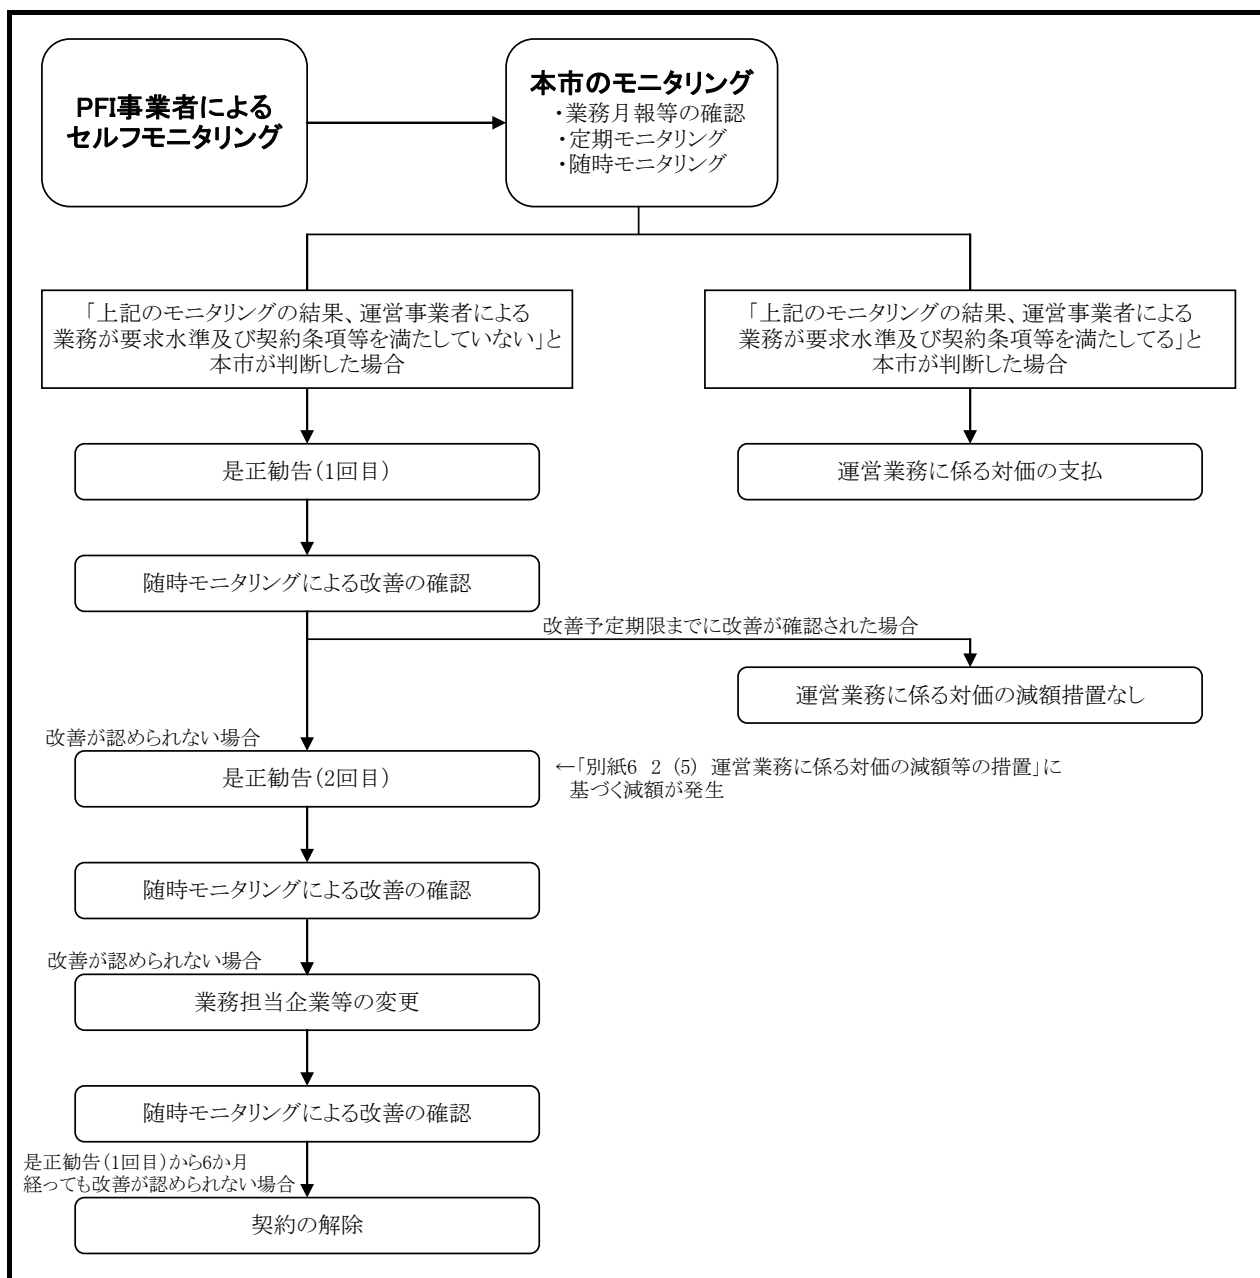 PFI事業者による
セルフモニタリング
本市のモニタリング
・業務月報等の確認
・定期モニタリング
・随時モニタリング
「上記のモニタリングの結果、運営事業者による
業務が要求水準及び契約条項等を満たしていない」と
本市が判断した場合
「上記のモニタリングの結果、運営事業者による
業務が要求水準及び契約条項等を満たしてる」と
本市が判断した場合
是正勧告(1回目)
運営業務に係る対価の支払
随時モニタリングによる改善の確認
改善予定期限までに改善が確認された場合
運営業務に係る対価の減額措置なし
改善が認められない場合
是正勧告(2回目)
←「別紙6 2 (5) 運営業務に係る対価の減額等の措置」に
基づく減額が発生
随時モニタリングによる改善の確認
改善が認められない場合
業務担当企業等の変更
随時モニタリングによる改善の確認
是正勧告(1回目)から6か月
経っても改善が認められない場合
契約の解除